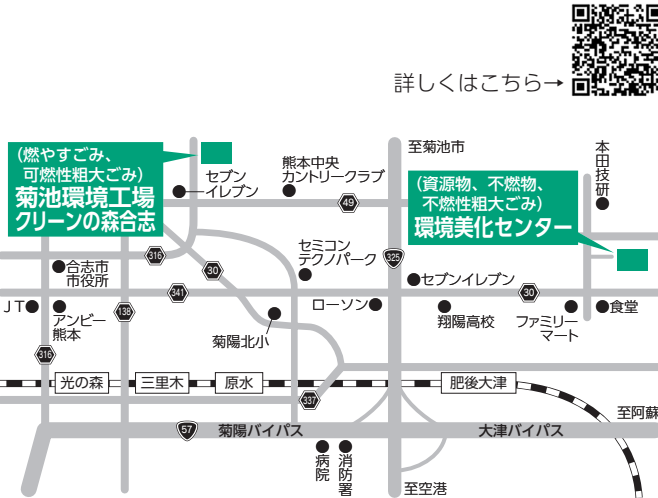 詳しくはこちら→
(燃やすごみ、
可燃性粗大ごみ)
菊池環境工場
クリーンの森合志
セブン
イレブン
熊本中央
カントリークラブ
49
至菊池市
(資源物、不燃物、
不燃性粗大ごみ)
環境美化センター
本田技研
316
合志市
市役所
30
セミコン
テクノパーク
325
セブンイレブン
341
30
JT
アンビー
熊本
138
菊陽北小
ローソン
翔陽高校
ファミリー
マート
食堂
316
光の森
三里木
原水
肥後大津
337
至阿蘇
57
菊陽バイパス
大津バイパス
病院
消防署
至空港